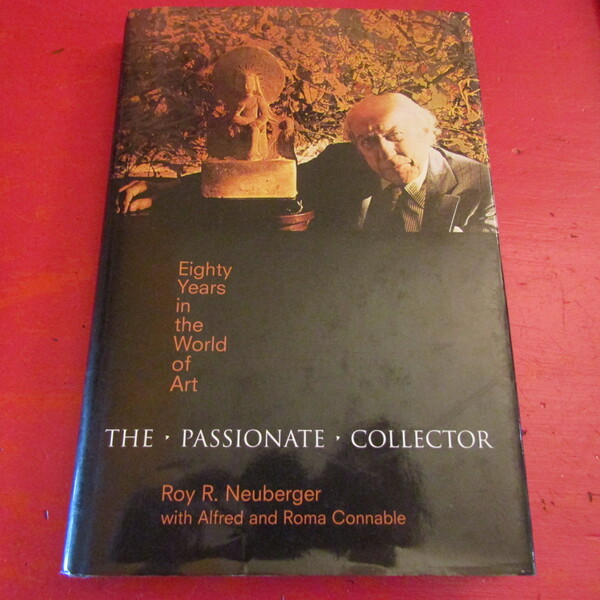 Eighty
Years
in
the
World
of
Art
THE · PASSIONATE · COLLECTOR
Roy R. Neuberger
with Alfred and Roma Connable